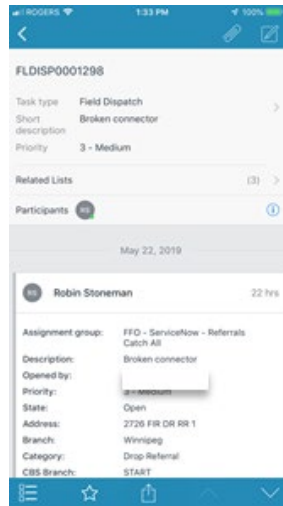 ROGERS 1:33 PM 100%
FLDISP0001298
Task type Field Dispatch
Short description Broken connector
Priority 3 - Medium
Related Lists (3)
Participants RS
May 22, 2019
RS Robin Stoneman 22 hrs
Assignment group: FFO - ServiceNow - Referrals
Catch All
Description: Broken connector
Opened by:
Priority: 3 - Medium
State: Open
Address: 2726 FIR DR RR 1
Branch: Winnipeg
Category: Drop Referral
CBS Branch: START